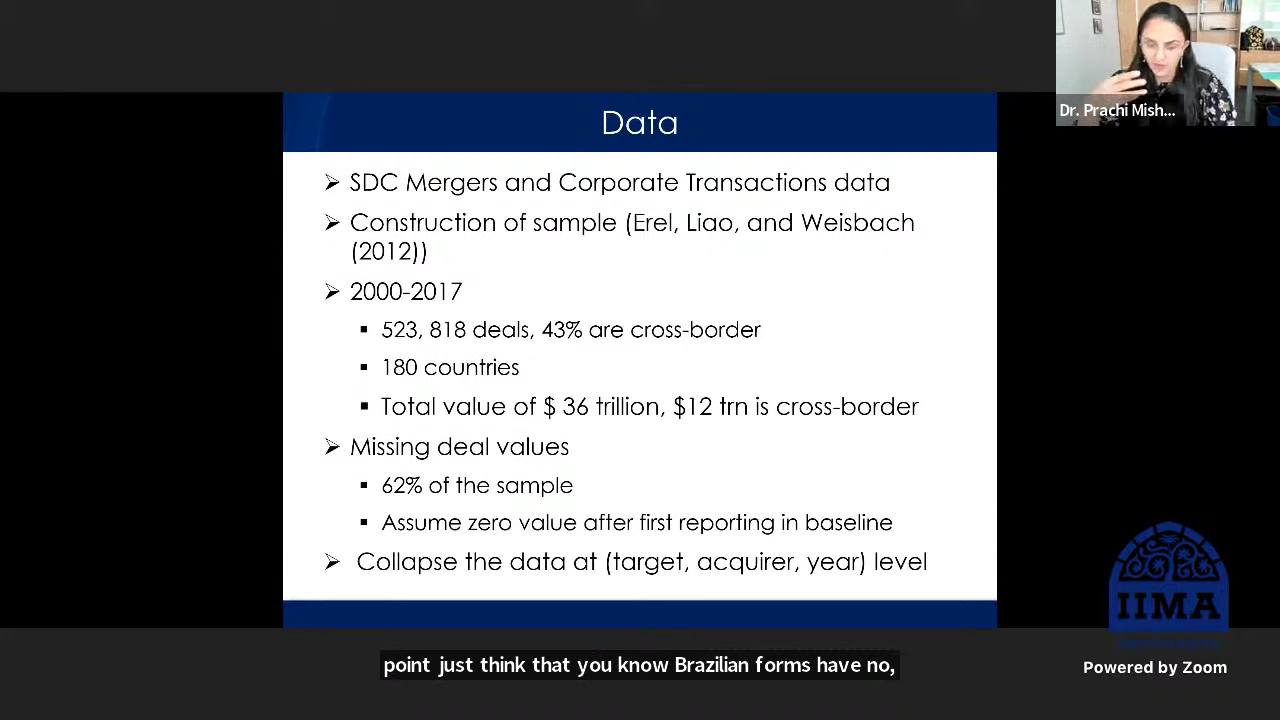 Dr. Prachi Mish...
Data
SDC Mergers and Corporate Transactions data
Construction of sample (Erel, Liao, and Weisbach
(2012))
2000-2017
523, 818 deals, 43% are cross-border
180 countries
Total value of $ 36 trillion, $12 trn is cross-border
Missing deal values
62% of the sample
Assume zero value after first reporting in baseline
Collapse the data at (target, acquirer, year) level
IIMA
point just think that you know Brazilian forms have no,
Powered by Zoom